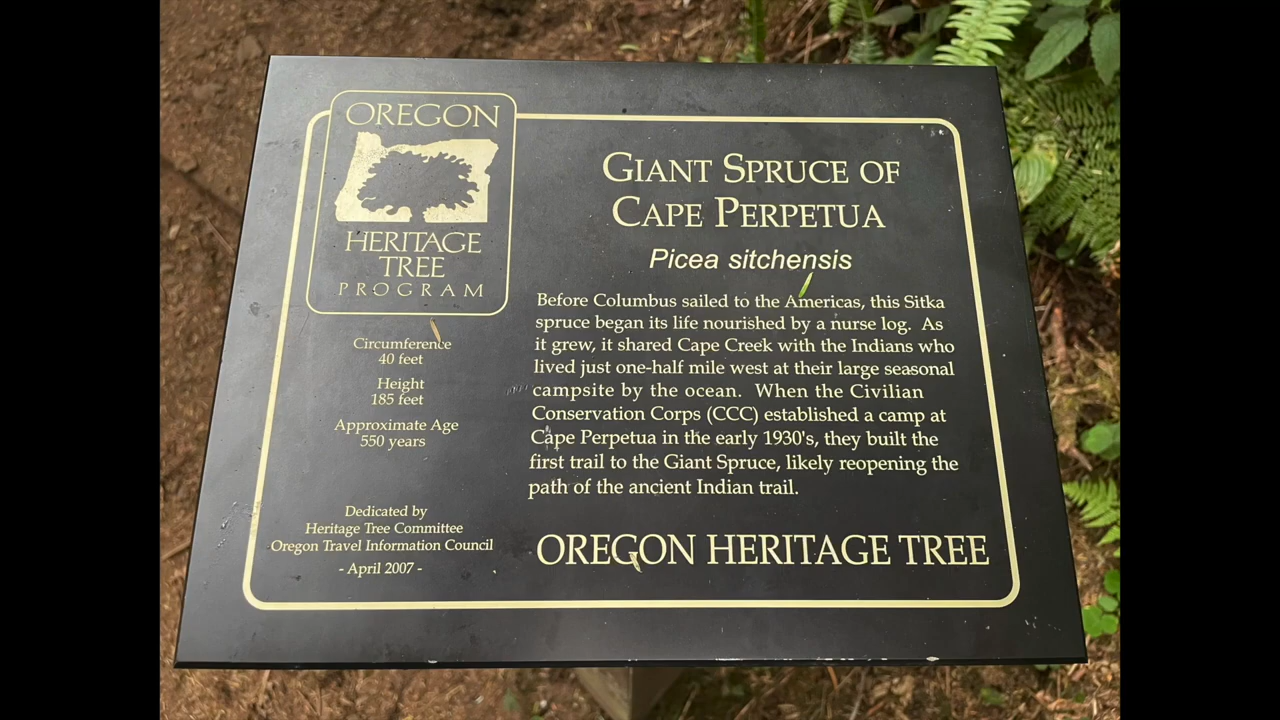 OREGON
HERITAGE
TREE
PROGRAM
Circumference
40 feet
Height
185 feet
Approximate Age
550 years
Dedicated by
Heritage Tree Committee
Oregon Travel Information Council
- April 2007 -
GIANT SPRUCE OF
CAPE PERPETUA
Picea sitchensis
Before Columbus sailed to the Americas, this Sitka
spruce began its life nourished by a nurse log.  As
it grew, it shared Cape Creek with the Indians who
lived just one-half mile west at their large seasonal
campsite by the ocean.  When the Civilian
Conservation Corps (CCC) established a camp at
Cape Perpetua in the early 1930's, they built the
first trail to the Giant Spruce, likely reopening the
path of the ancient Indian trail.
OREGON HERITAGE TREE